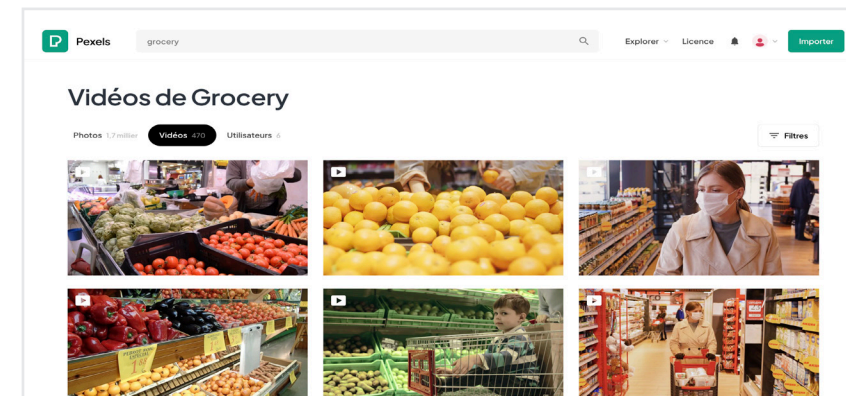 Pexels
grocery
Explorer
Licence
Importer
Vidéos de Grocery
Photos 1,7 millier
Vidéos 470
Utilisateurs 6
Filtres